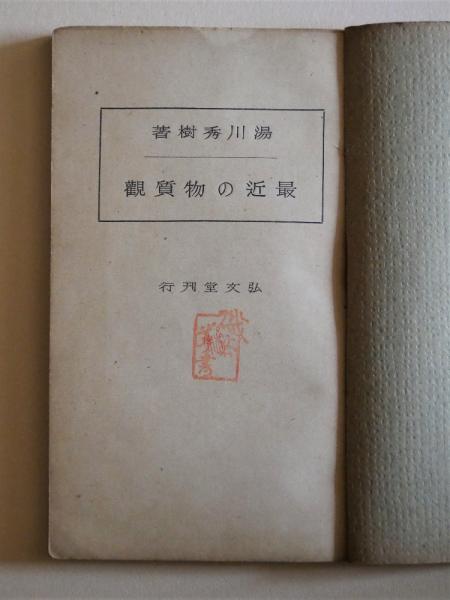 湯川秀樹著
最近の物質觀
弘文堂刊行